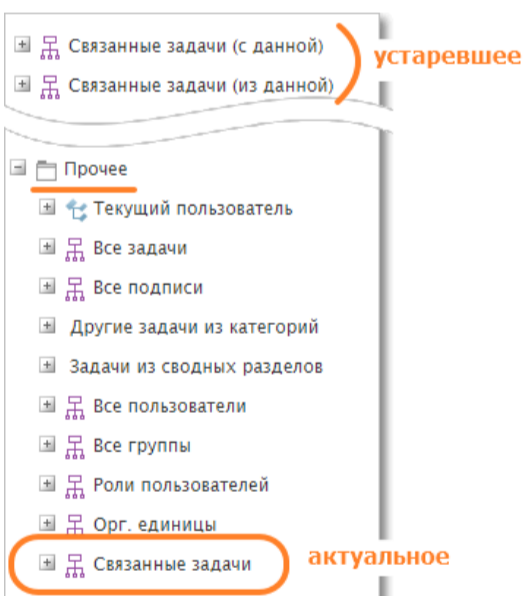 Связанные задачи (с данной)
устаревшее
Связанные задачи (из данной)
Прочее
Текущий пользователь
Все задачи
Все подписи
Другие задачи из категорий
Задачи из сводных разделов
Все пользователи
Все группы
Роли пользователей
Орг. единицы
Связанные задачи
актуальное